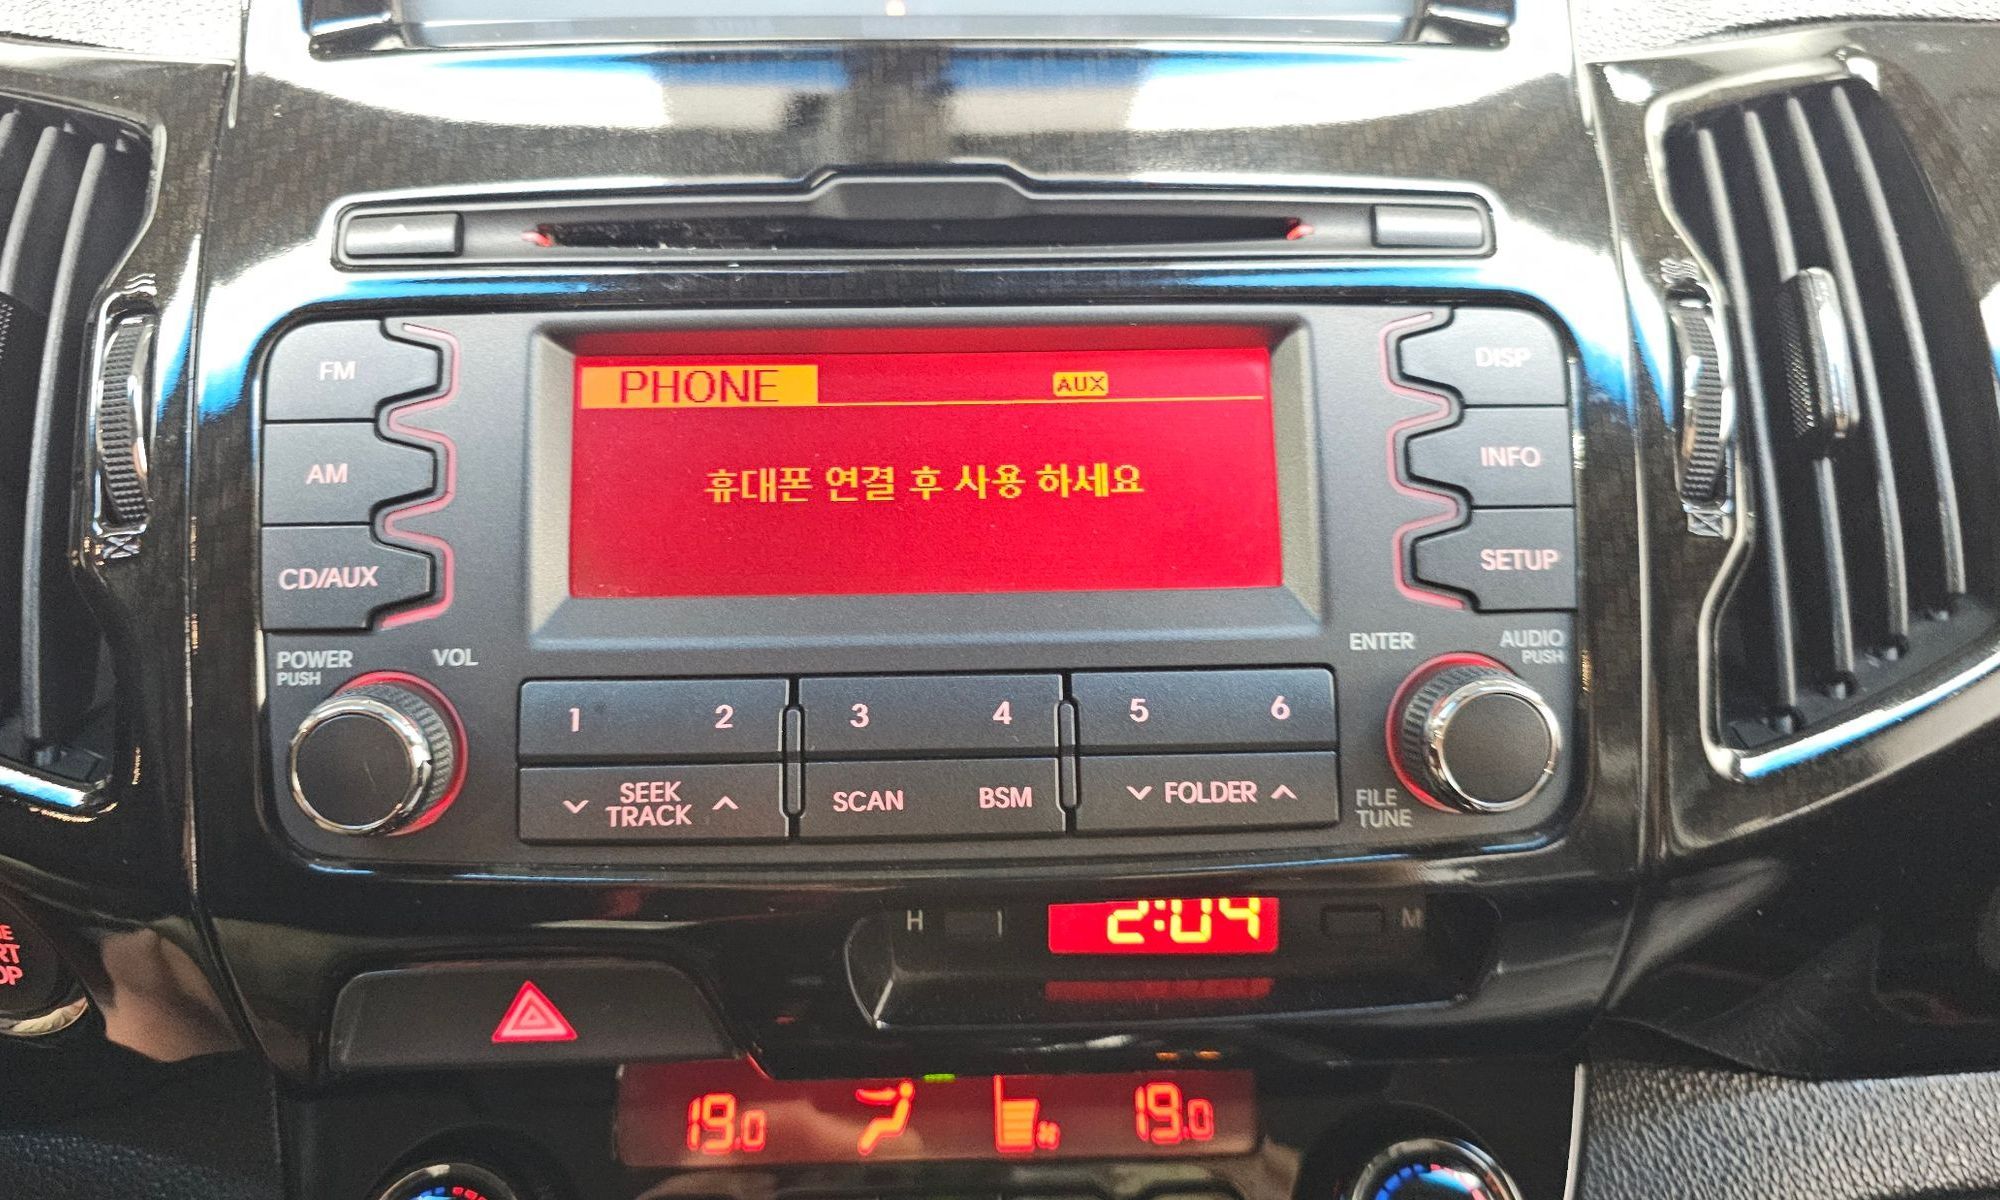 PHONE AUX
휴대폰 연결 후 사용 하세요
FM
AM
CD/AUX
DISP
INFO
SETUP
POWER
PUSH
VOL
ENTER
AUDIO
PUSH
1 2 3 4 5 6
SEEK
TRACK
SCAN BSM
FOLDER
FILE
TUNE
H 2:04 M
19.0 19.0